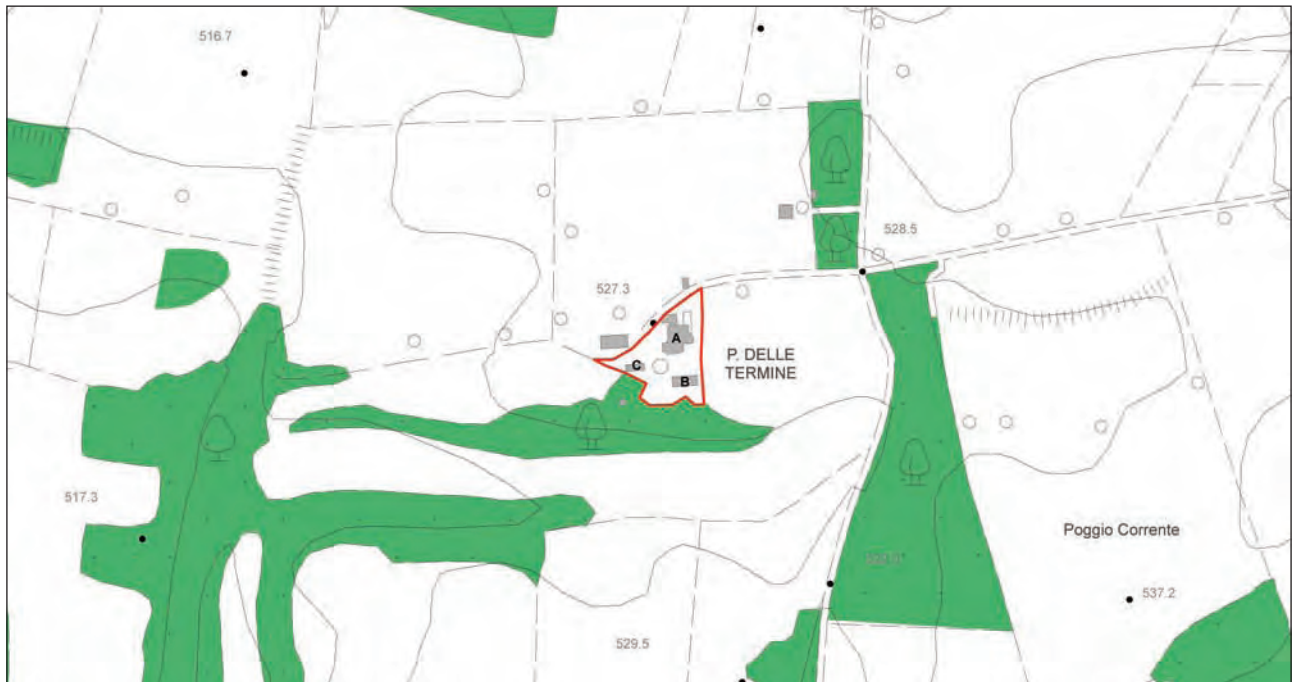 516.7
528.5
527.3
A
P. DELLE
TERMINE
C
B
517.3
Poggio Corrente
537.2
529.5